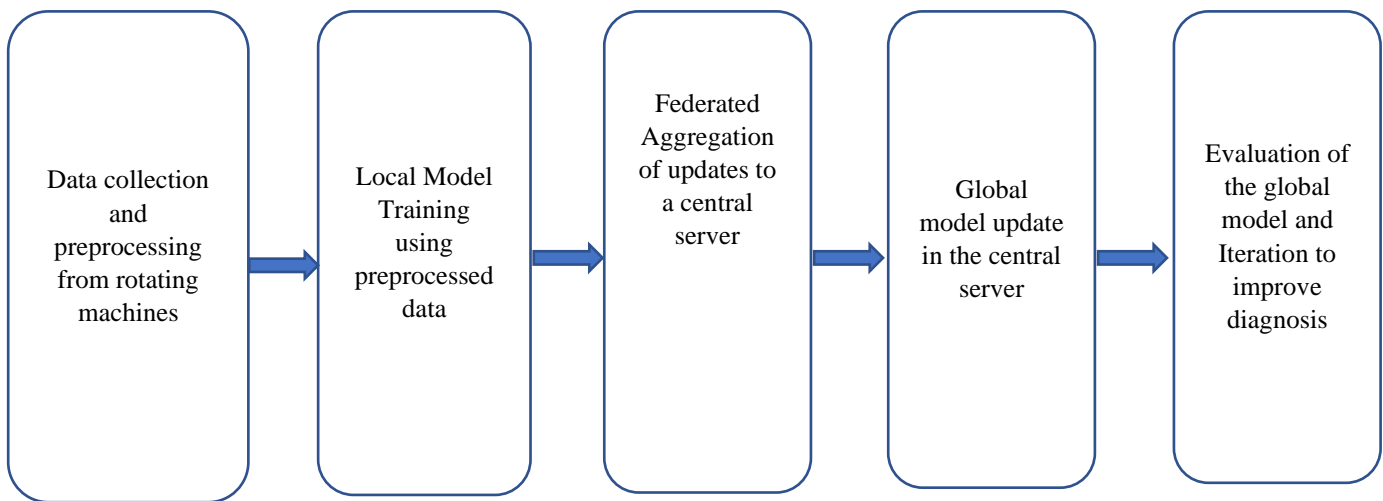 Data collection
and
preprocessing
from rotating
machines
Local Model
Training
using
preprocessed
data
Federated
Aggregation
of updates to
a central
server
Global
model update
in the central
server
Evaluation of
the global
model and
Iteration to
improve
diagnosis